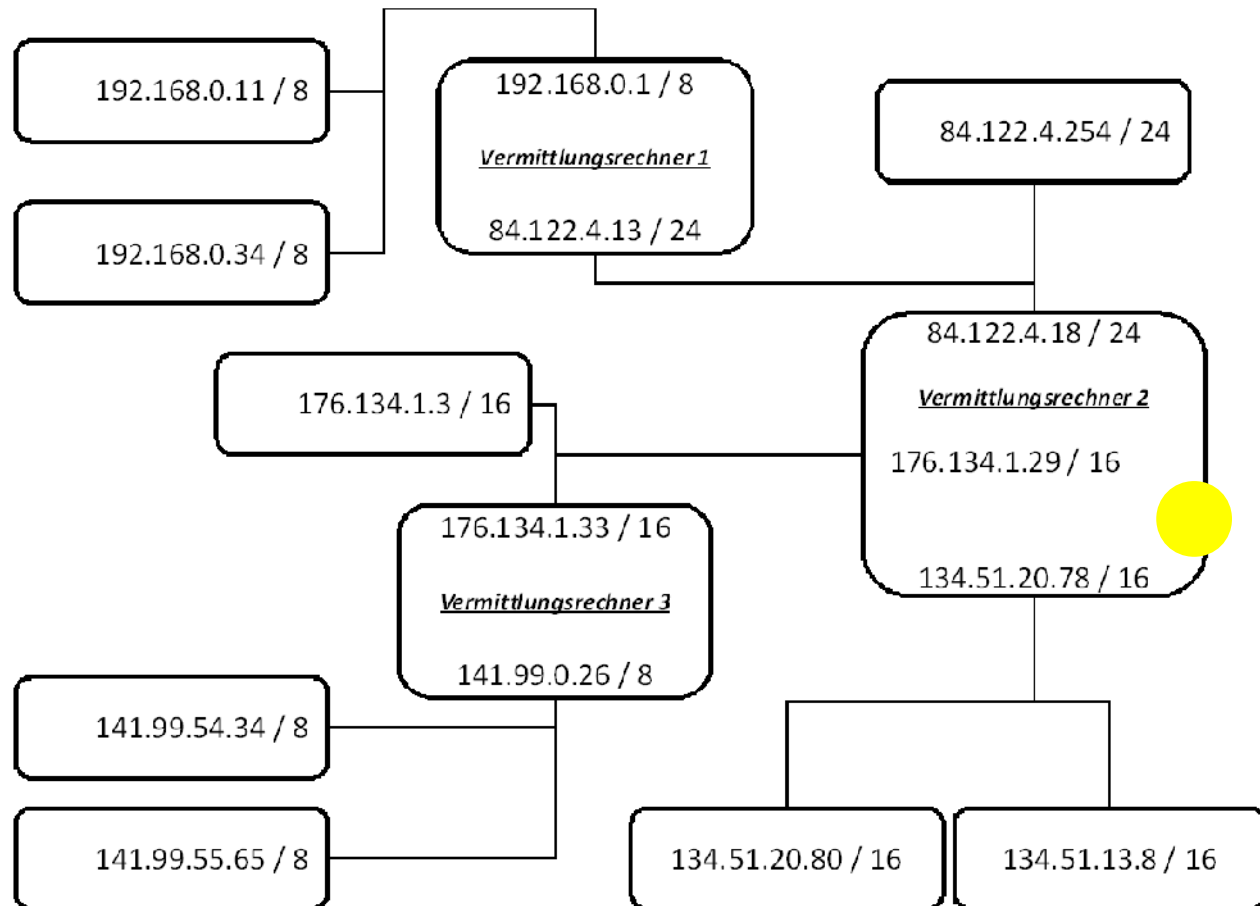 192.168.0.11 / 8
192.168.0.34 / 8
192.168.0.1 / 8
Vermittlungsrechner 1
84.122.4.13 / 24
84.122.4.254 / 24
84.122.4.18 / 24
Vermittlungsrechner 2
176.134.1.29 / 16
134.51.20.78 / 16
176.134.1.3 / 16
176.134.1.33 / 16
Vermittlungsrechner 3
141.99.0.26 / 8
141.99.54.34 / 8
141.99.55.65 / 8
134.51.20.80 / 16
134.51.13.8 / 16